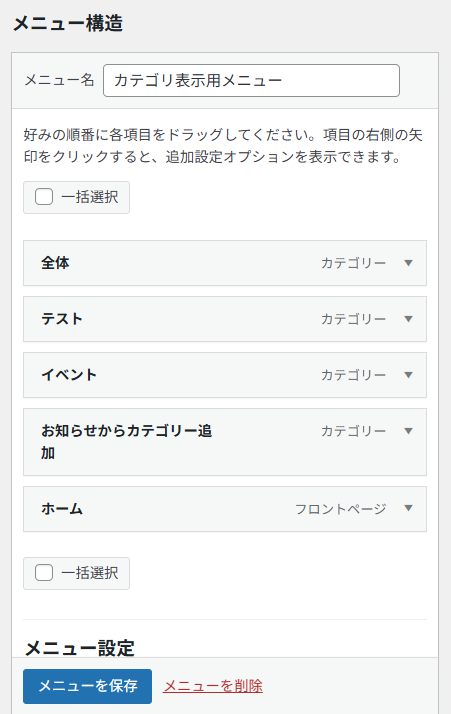 メニュー構造
メニュー名 カテゴリ表示用メニュー
好みの順番に各項目をドラッグしてください。項目の右側の矢
印をクリックすると、追加設定オプションを表示できます。
一括選択
全体 カテゴリー ▼
テスト カテゴリー ▼
イベント カテゴリー ▼
お知らせからカテゴリー追 カテゴリー ▼
加
ホーム フロントページ ▼
一括選択
メニュー設定
メニューを保存 メニューを削除